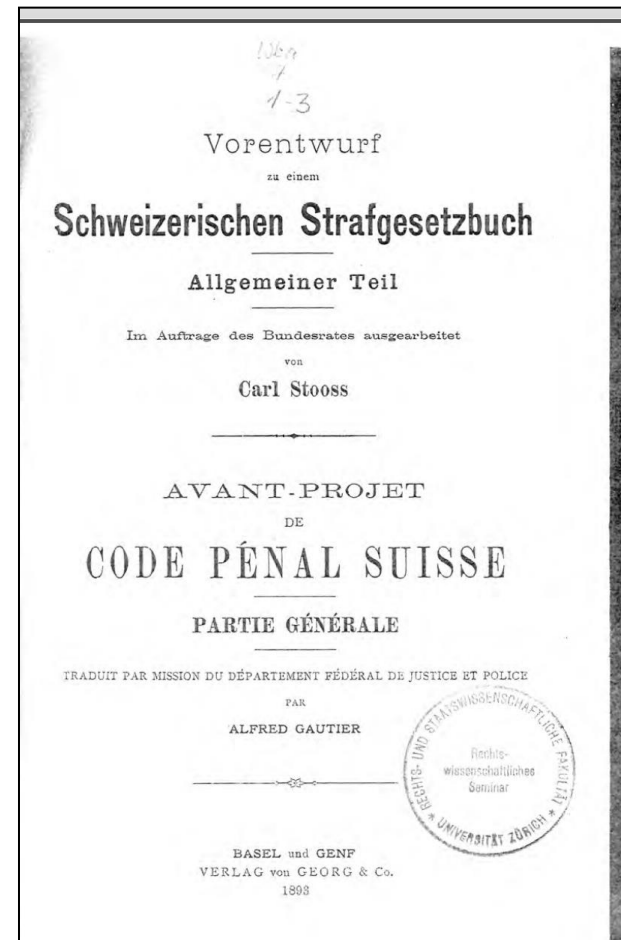 1-3
Vorentwurf
zu einem
Schweizerischen Strafgesetzbuch
Allgemeiner Teil
Im Auftrage des Bundesrates ausgearbeitet
von
Carl Stooss
AVANT-PROJET
DE
CODE PÉNAL SUISSE
PARTIE GÉNÉRALE
TRADUIT PAR MISSION DU DÉPARTEMENT FÉDÉRAL DE JUSTICE ET POLICE
PAR
ALFRED GAUTIER
RECHTS- UND STAATSWISSENSCHAFTLICHE FAKULTÄT
Rechts-
wissenschaftliches
Seminar
* UNIVERSITÄT ZÜRICH *
BASEL und GENF
VERLAG von GEORG & Co.
1893